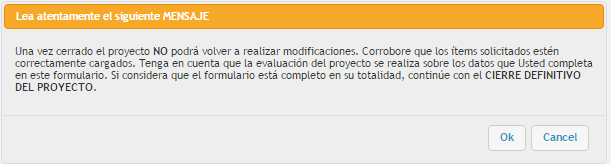 Lea atentamente el siguiente MENSAJE
Una vez cerrado el proyecto NO podrá volver a realizar modificaciones. Corrobore que los ítems solicitados estén
correctamente cargados. Tenga en cuenta que la evaluación del proyecto se realiza sobre los datos que Usted completa
en este formulario. Si considera que el formulario está completo en su totalidad, continúe con el CIERRE DEFINITIVO
DEL PROYECTO.
Ok Cancel